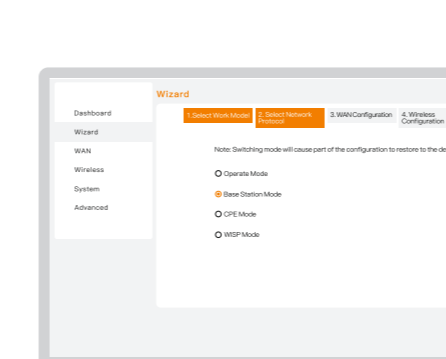 Wizard
Dashboard
Wizard
WAN
Wireless
System
Advanced
1.Select Work Model
2. Select Network
Protocol
3.WAN Configuration
4. Wireless
Configuration
Note: Switching mode will cause part of the configuration to restore to the de
Operate Mode
Base Station Mode
CPE Mode
WISP Mode